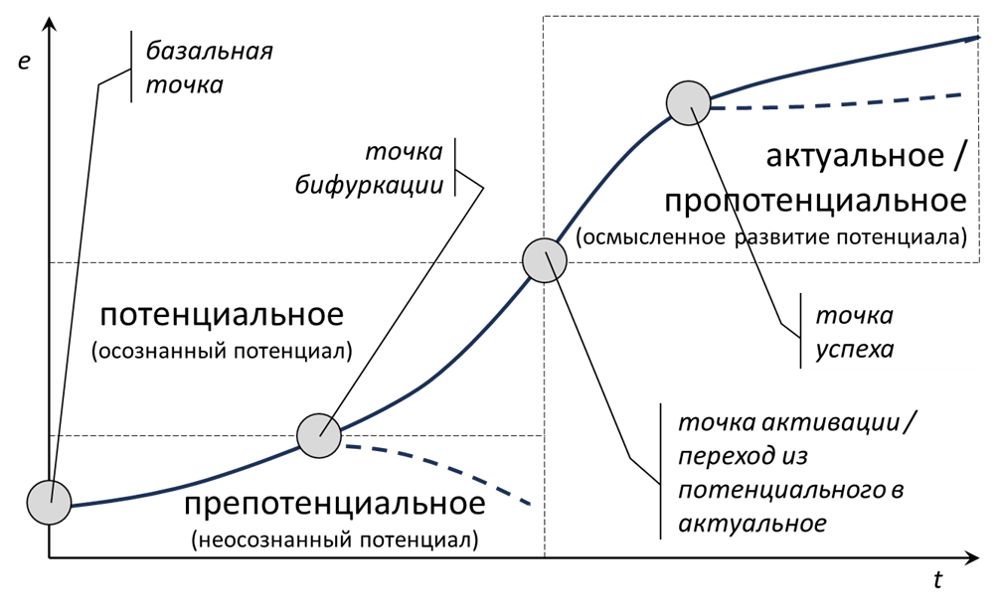 e
базальная
точка
точка
бифуркации
актуальное /
пропотенциальное
(осмысленное развитие потенциала)
потенциальное
(осознанный потенциал)
точка
успеха
точка активации /
переход из
потенциального в
актуальное
препотенциальное
(неосознанный потенциал)
t